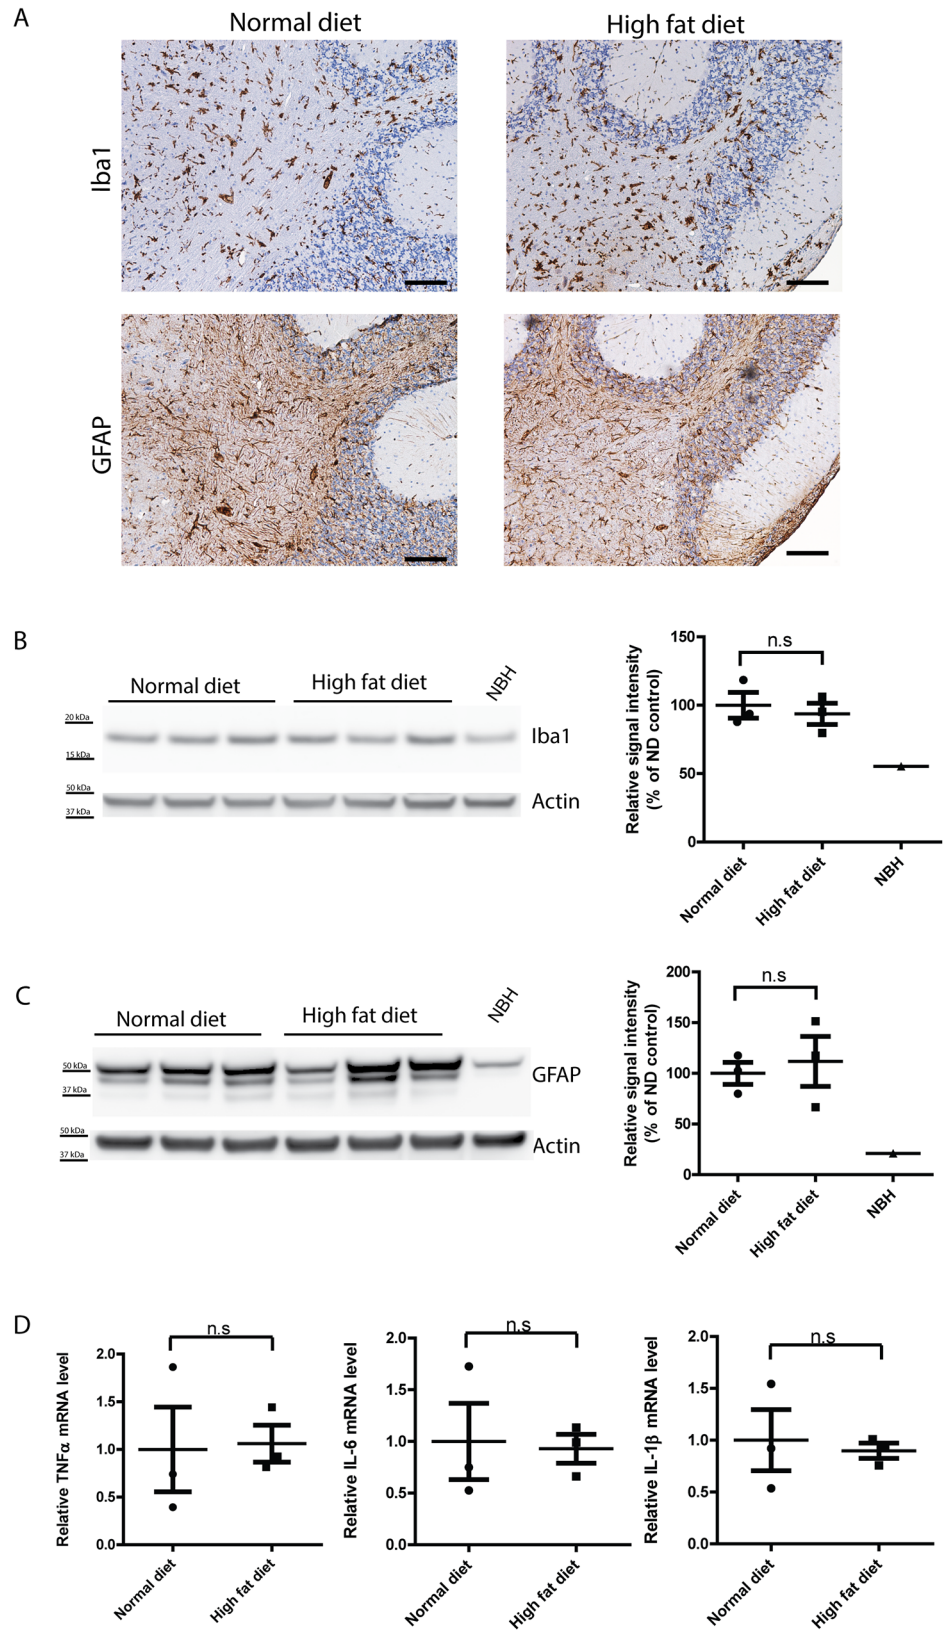 A
Normal diet
High fat diet
Iba1
GFAP
B
Normal diet
High fat diet
NBH
20 kDa
15 kDa
Iba1
50 kDa
37 kDa
Actin
Relative signal intensity
(% of ND control)
150
100
50
0
n.s
Normal diet
High fat diet
NBH
C
Normal diet
High fat diet
NBH
50 kDa
37 kDa
GFAP
50 kDa
37 kDa
Actin
Relative signal intensity
(% of ND control)
200
150
100
50
0
n.s
Normal diet
High fat diet
NBH
D
Relative TNFα mRNA level
2.0
1.5
1.0
0.5
0.0
n.s
Normal diet
High fat diet
Relative IL-6 mRNA level
2.0
1.5
1.0
0.5
0.0
n.s
Normal diet
High fat diet
Relative IL-1β mRNA level
2.0
1.5
1.0
0.5
0.0
n.s
Normal diet
High fat diet